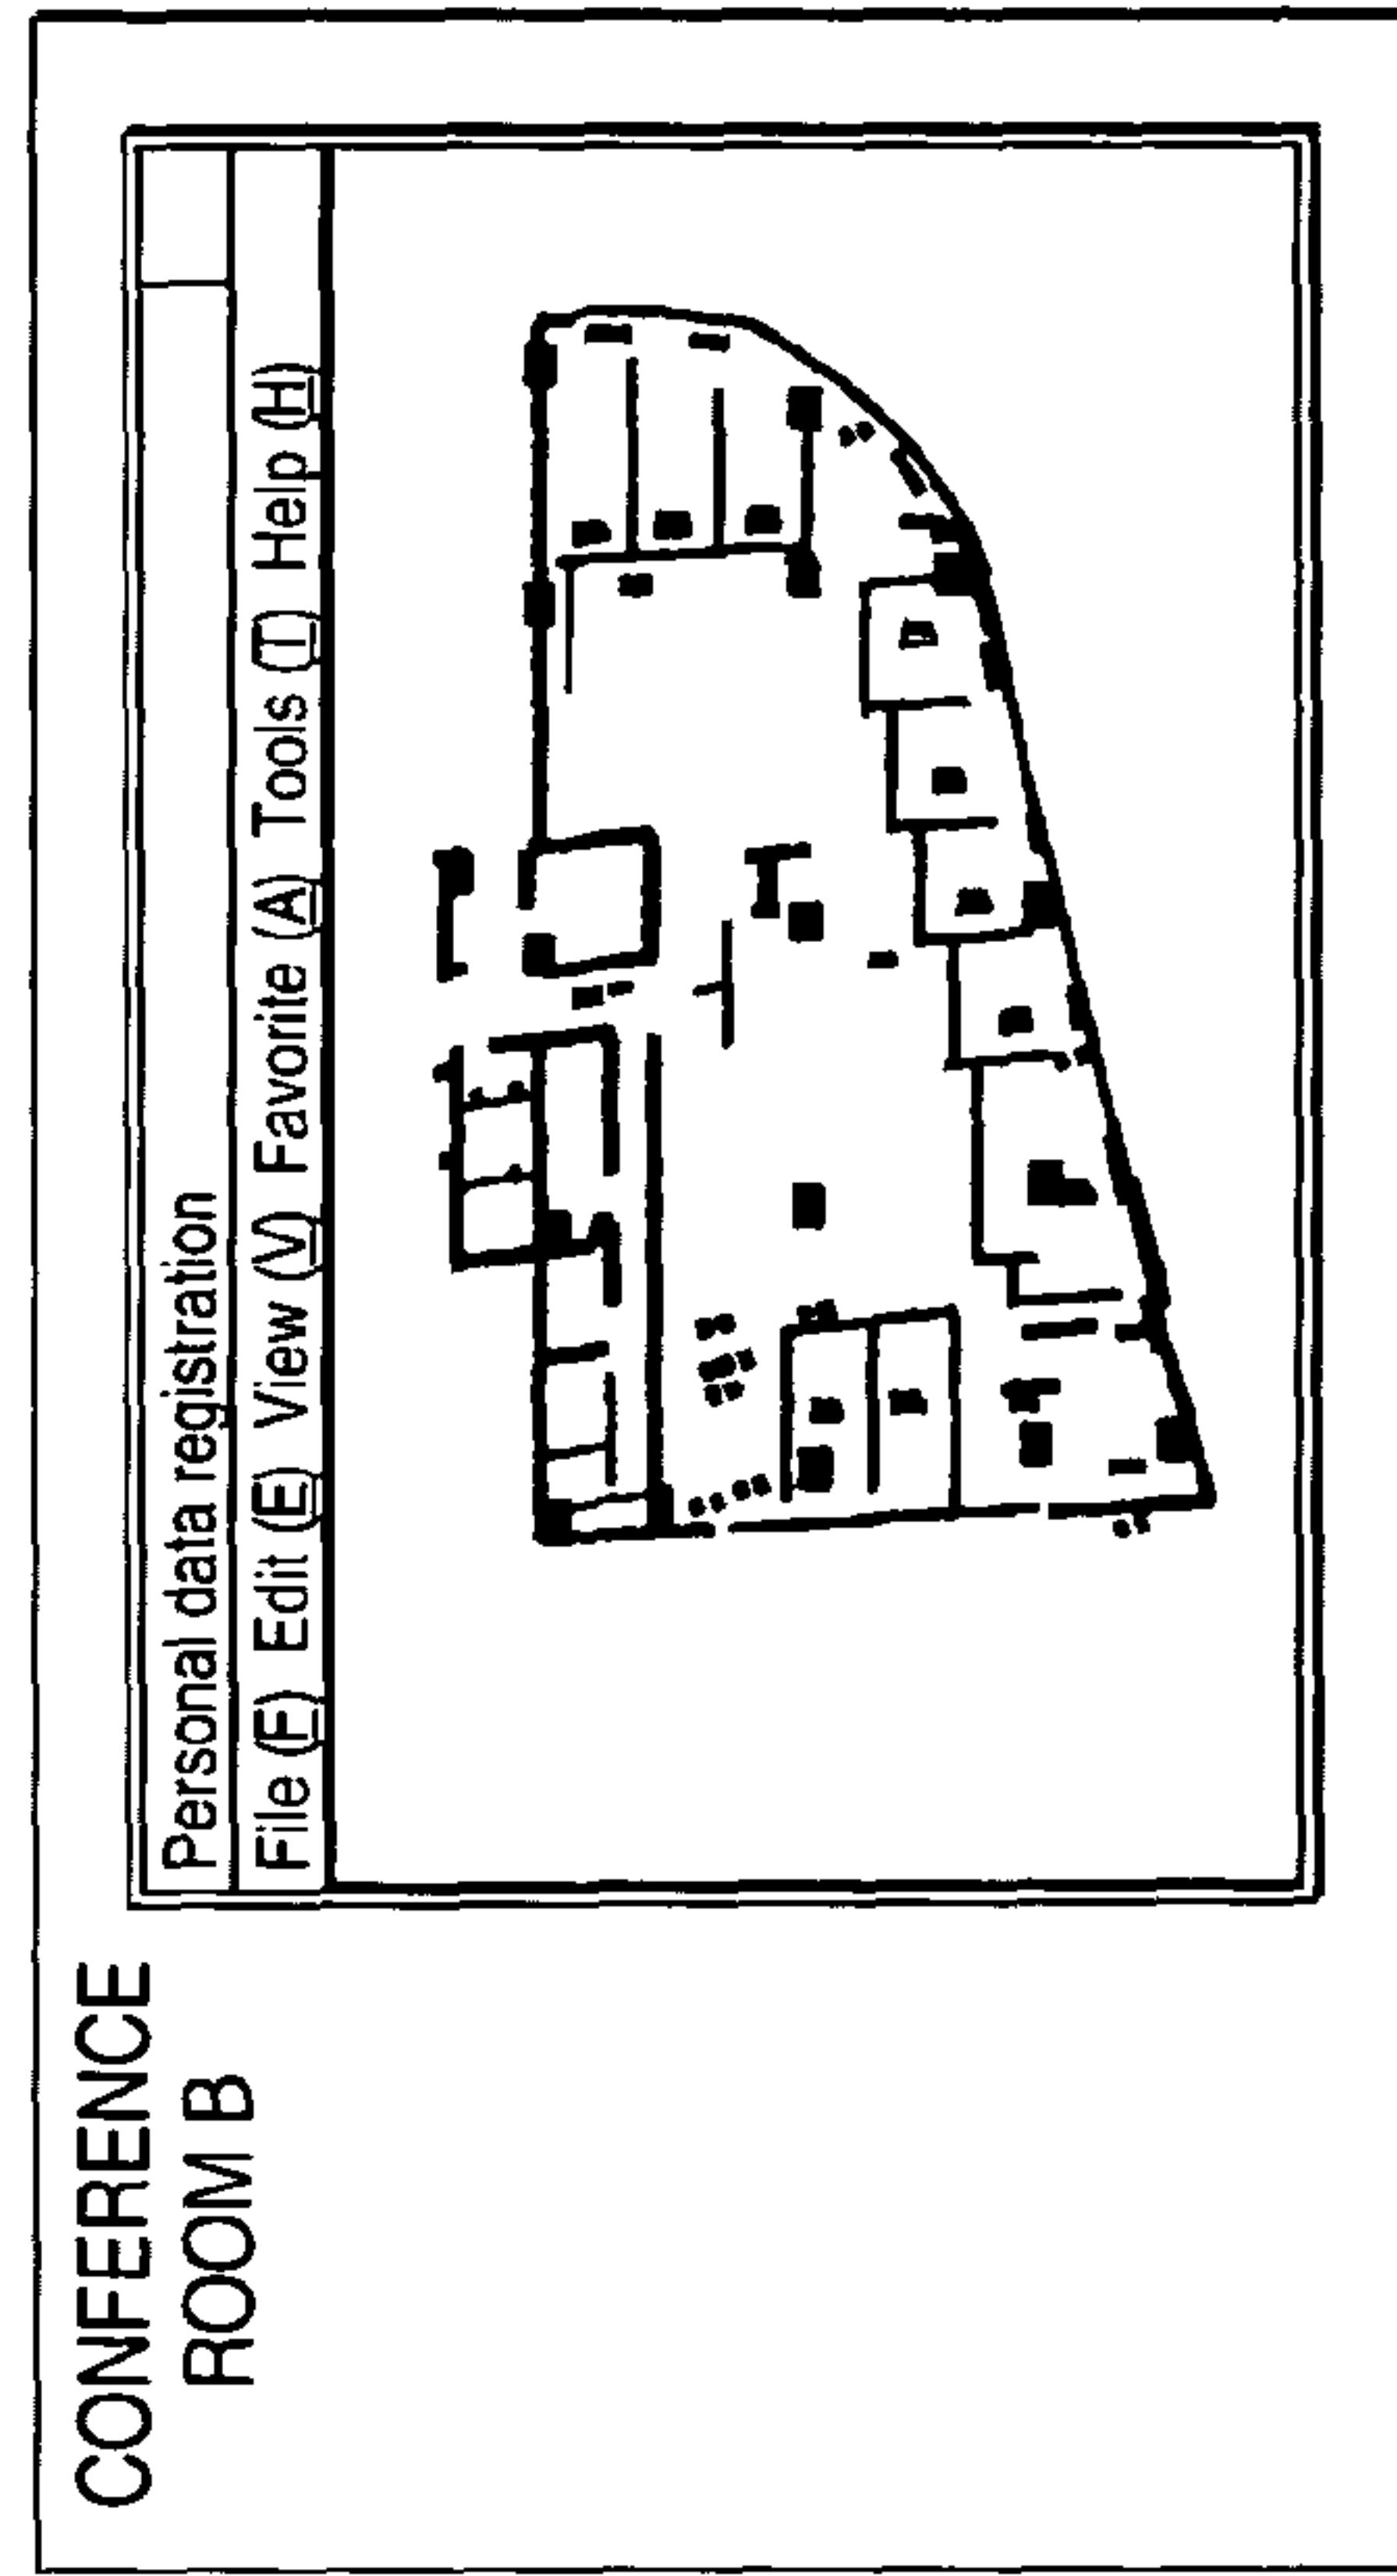 CONFERENCE
ROOM B
Personal data registration
File (F) Edit (E) View (V) Favorite (A) Tools (T) Help (H)